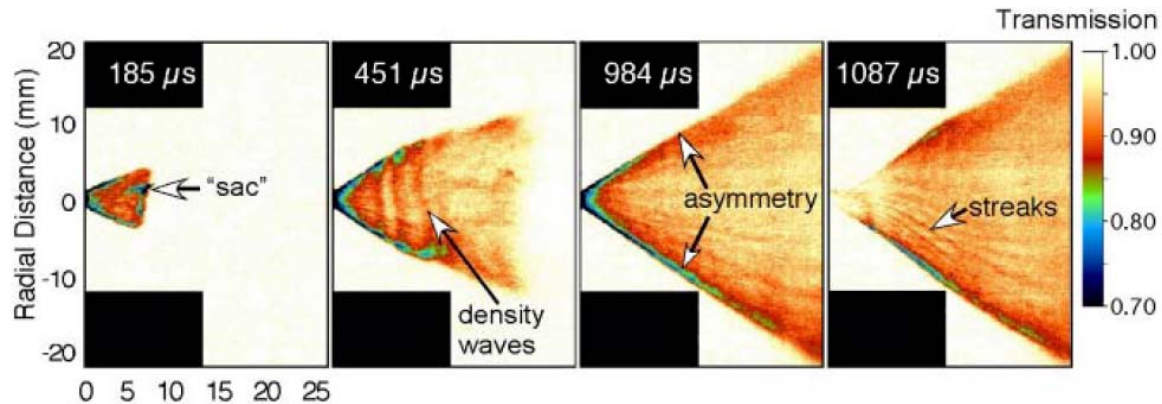 Transmission
20
10
0
-10
-20
Radial Distance (mm)
185 µs
451 µs
984 µs
1087 µs
1.00
0.90
0.80
0.70
"sac"
density
waves
asymmetry
streaks
0 5 10 15 20 25